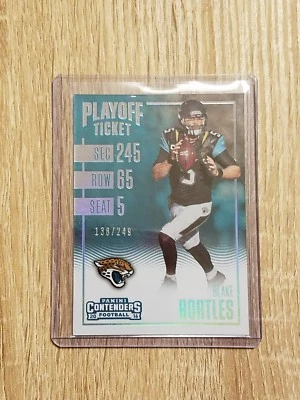 PLAYOFF
TICKET
SEC 245
ROW 65
SEAT 5
138/249
BLAKE
BORTLES
PANINI
CONTENDERS
FOOTBALL